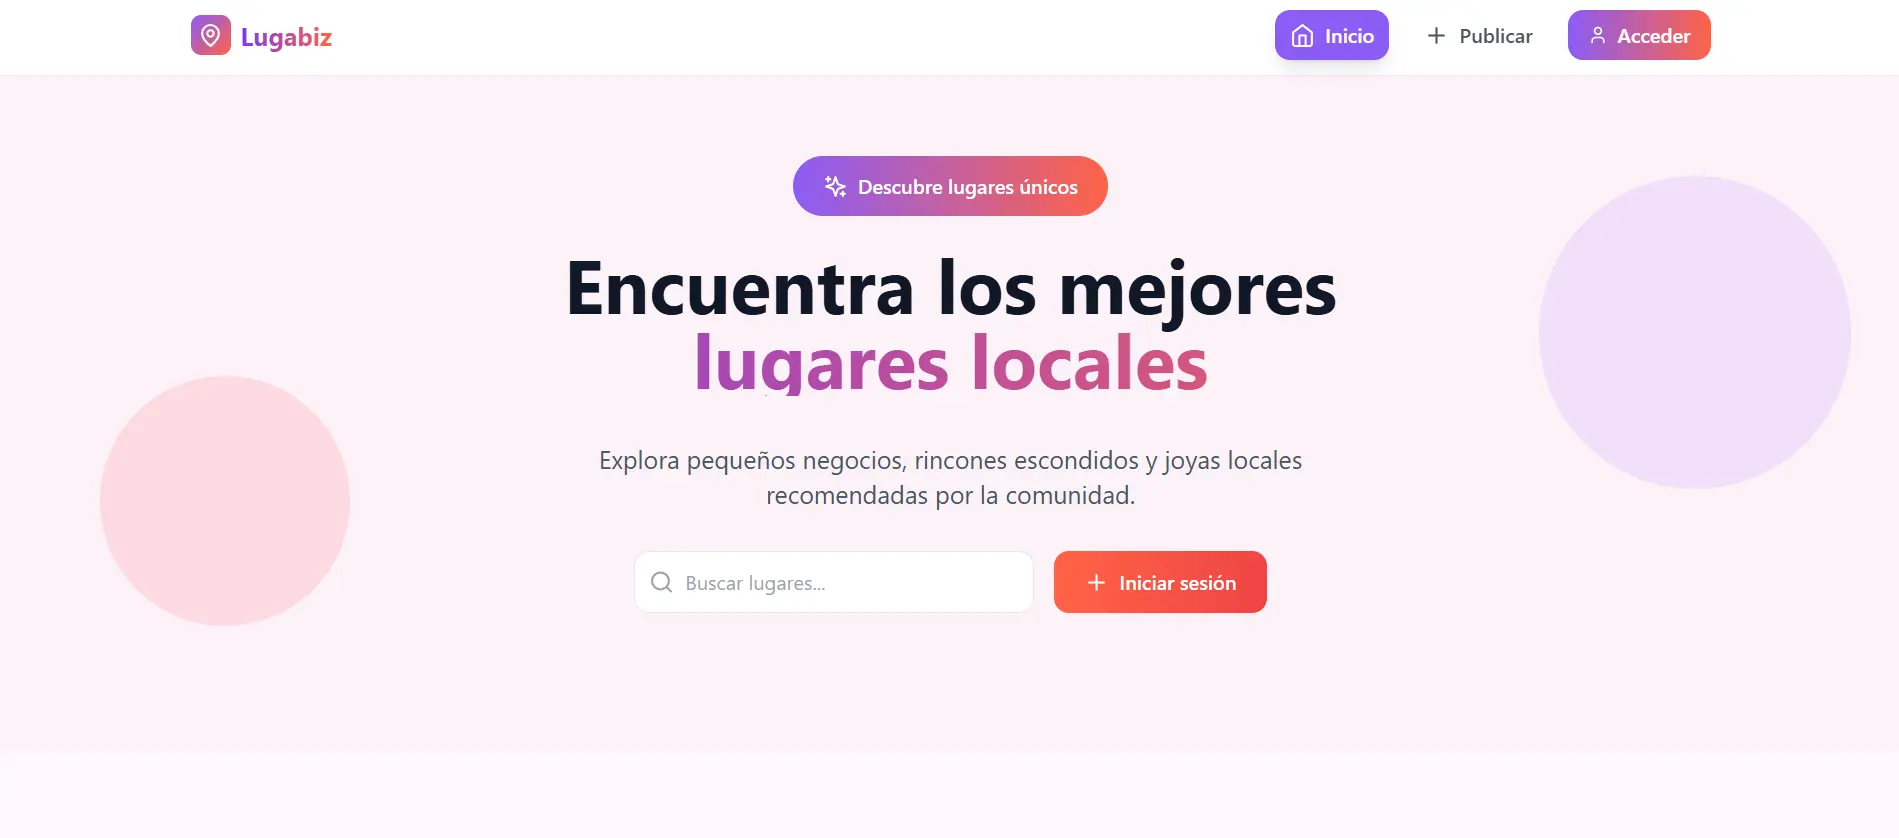 Lugabiz
Inicio
Publicar
Acceder
Descubre lugares únicos
Encuentra los mejores
lugares locales
Explora pequeños negocios, rincones escondidos y joyas locales
recomendadas por la comunidad.
Buscar lugares...
Iniciar sesión